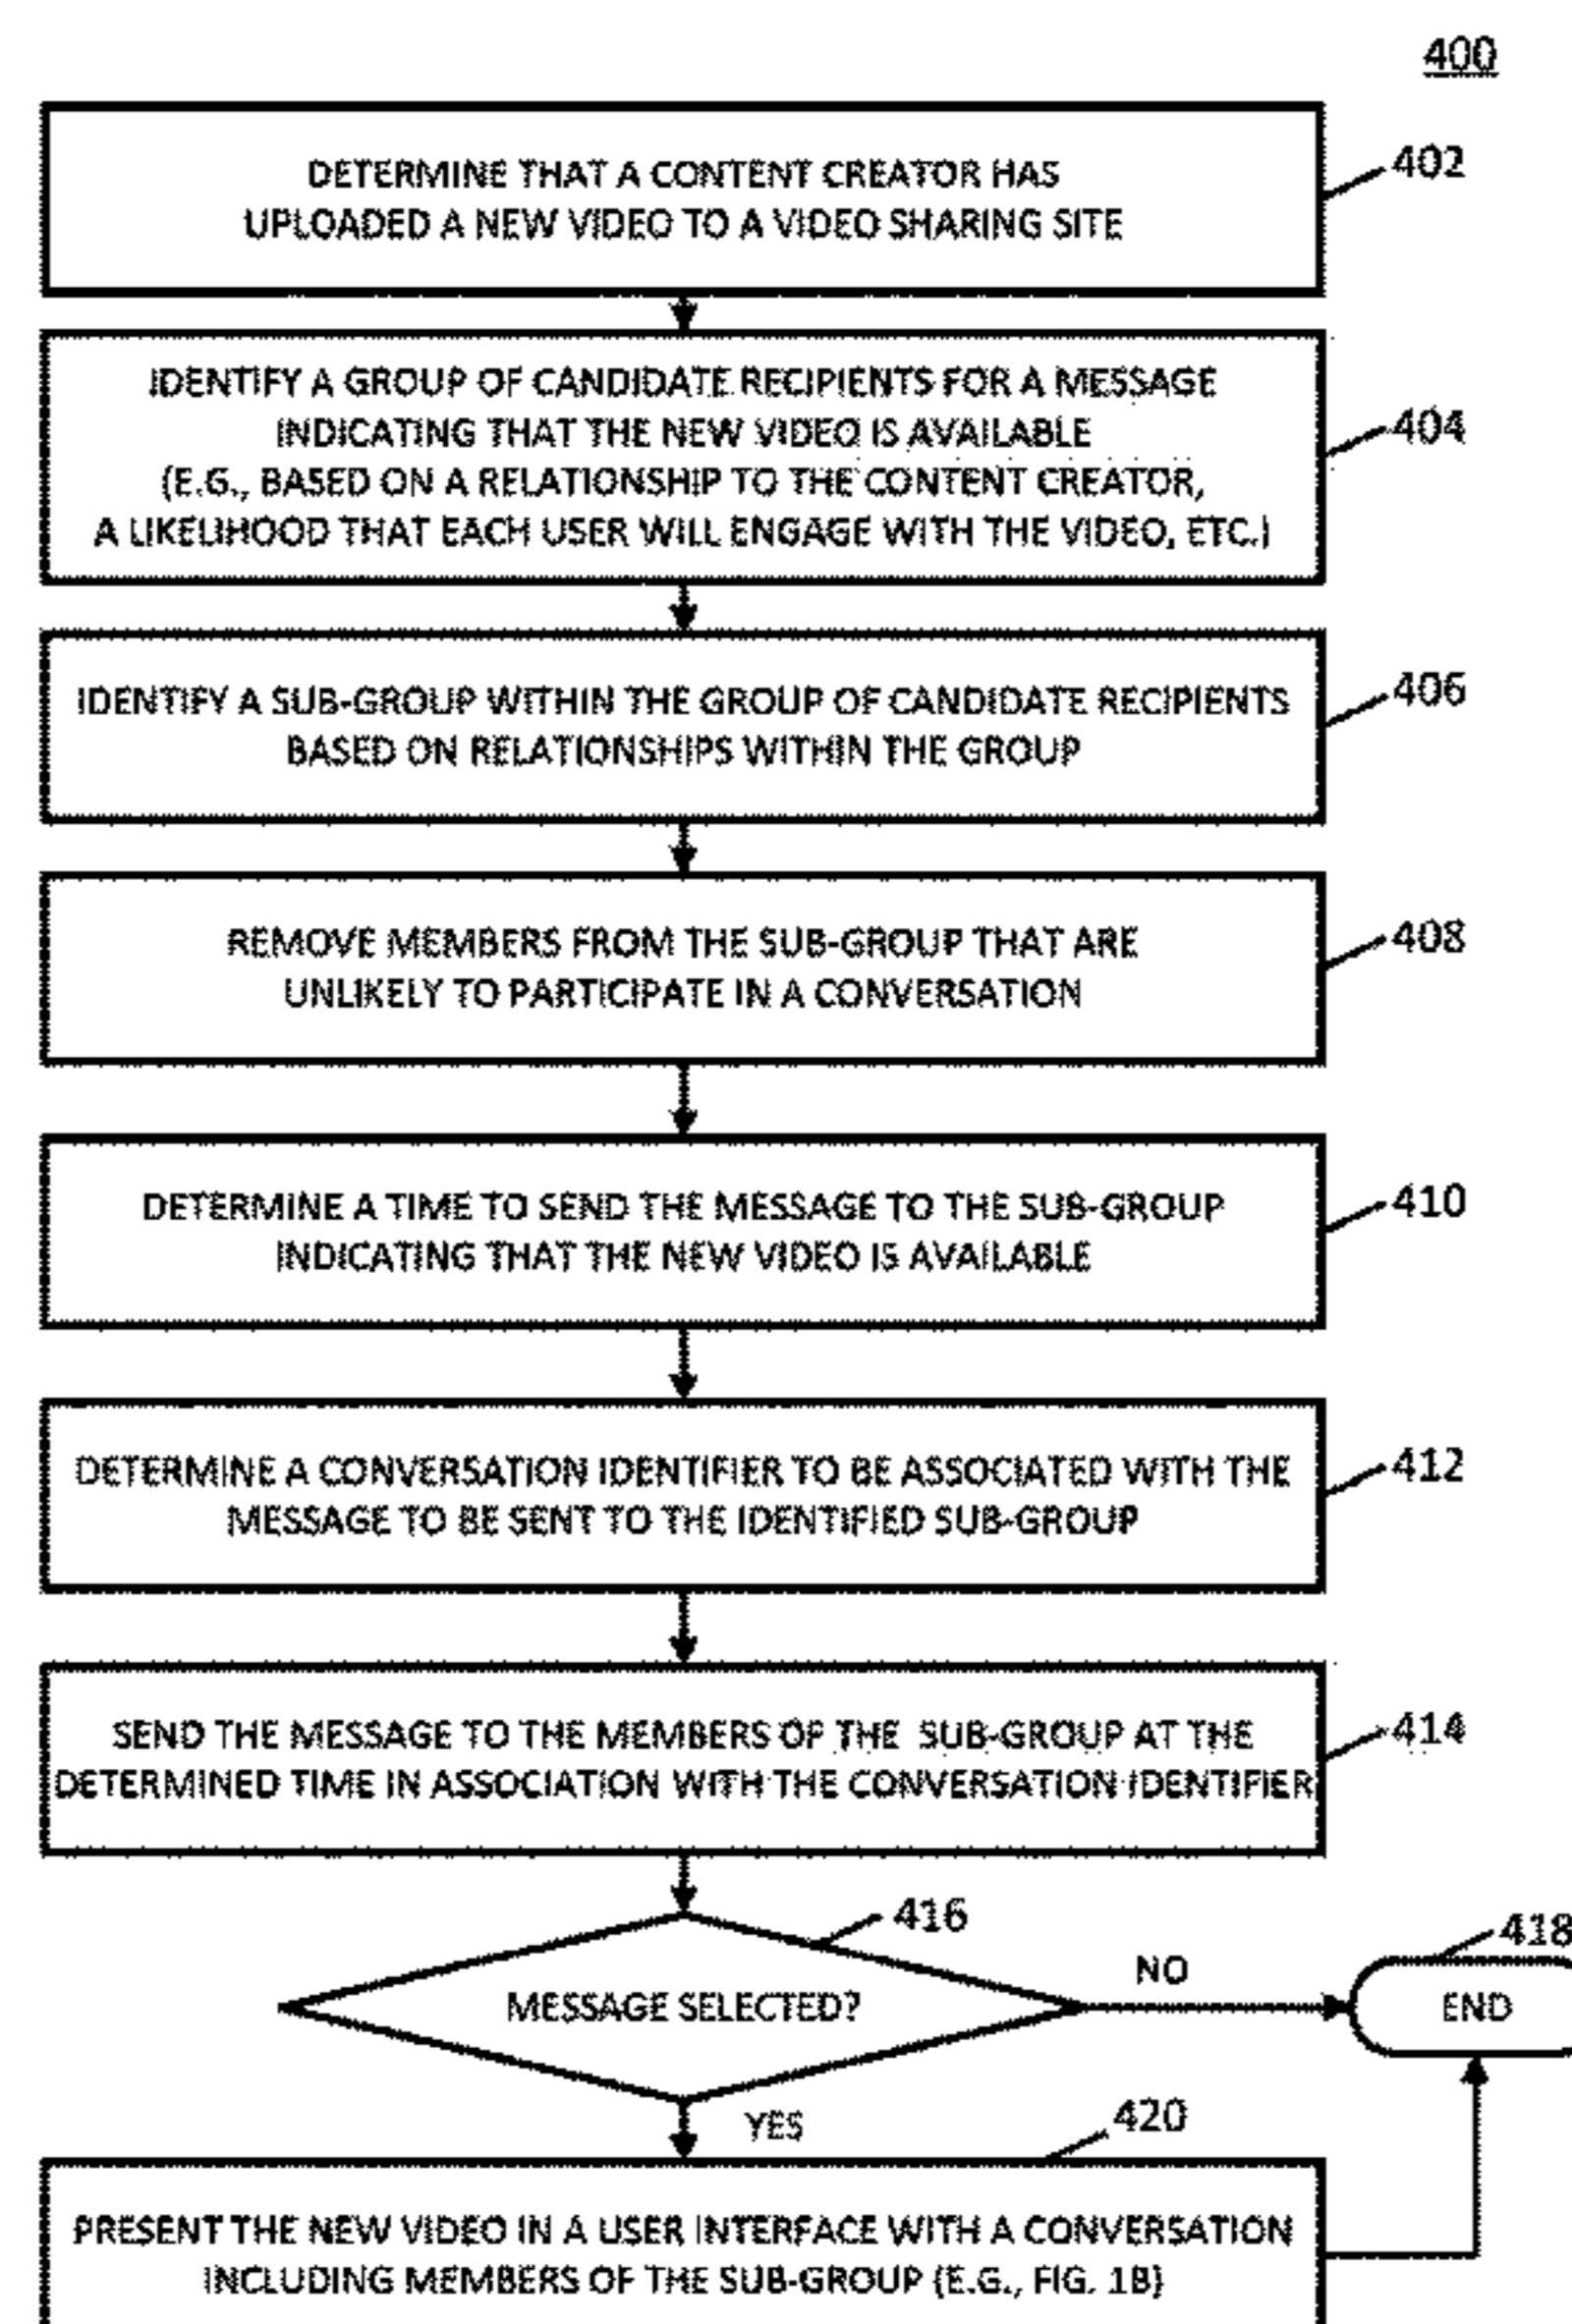 400
DETERMINE THAT A CONTENT CREATOR HAS
UPLOADED A NEW VIDEO TO A VIDEO SHARING SITE
402
IDENTIFY A GROUP OF CANDIDATE RECIPIENTS FOR A MESSAGE
INDICATING THAT THE NEW VIDEO IS AVAILABLE
(E.G., BASED ON A RELATIONSHIP TO THE CONTENT CREATOR,
A LIKELIHOOD THAT EACH USER WILL ENGAGE WITH THE VIDEO, ETC.)
404
IDENTIFY A SUB-GROUP WITHIN THE GROUP OF CANDIDATE RECIPIENTS
BASED ON RELATIONSHIPS WITHIN THE GROUP
406
REMOVE MEMBERS FROM THE SUB-GROUP THAT ARE
UNLIKELY TO PARTICIPATE IN A CONVERSATION
408
DETERMINE A TIME TO SEND THE MESSAGE TO THE SUB-GROUP
INDICATING THAT THE NEW VIDEO IS AVAILABLE
410
DETERMINE A CONVERSATION IDENTIFIER TO BE ASSOCIATED WITH THE
MESSAGE TO BE SENT TO THE IDENTIFIED SUB-GROUP
412
SEND THE MESSAGE TO THE MEMBERS OF THE SUB-GROUP AT THE
DETERMINED TIME IN ASSOCIATION WITH THE CONVERSATION IDENTIFIER
414
416
MESSAGE SELECTED?
NO
418
END
YES
420
PRESENT THE NEW VIDEO IN A USER INTERFACE WITH A CONVERSATION
INCLUDING MEMBERS OF THE SUB-GROUP (E.G., FIG. 1B)